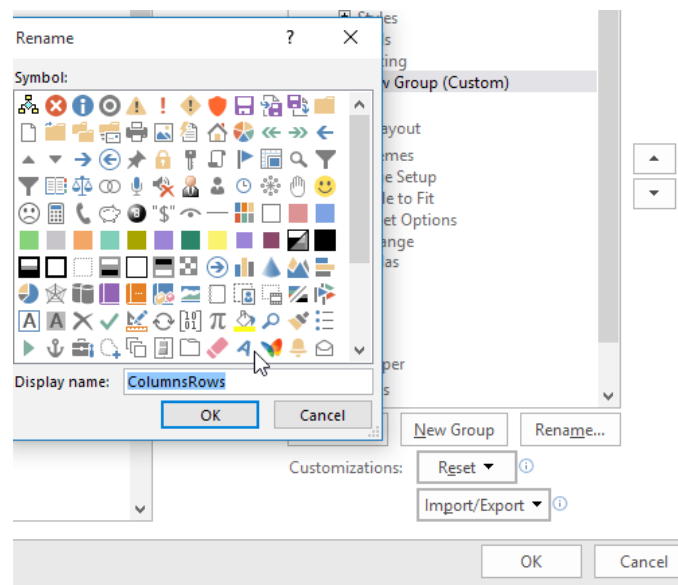 Rename ? ×
Symbol:
"$"
A A π
A
Display name: ColumnsRows
OK Cancel
Styles
s
ing
w Group (Custom)
ayout
emes
e Setup
le to Fit
et Options
ange
as
per
s
New Group Rename...
Customizations: Reset
Import/Export
OK Cancel